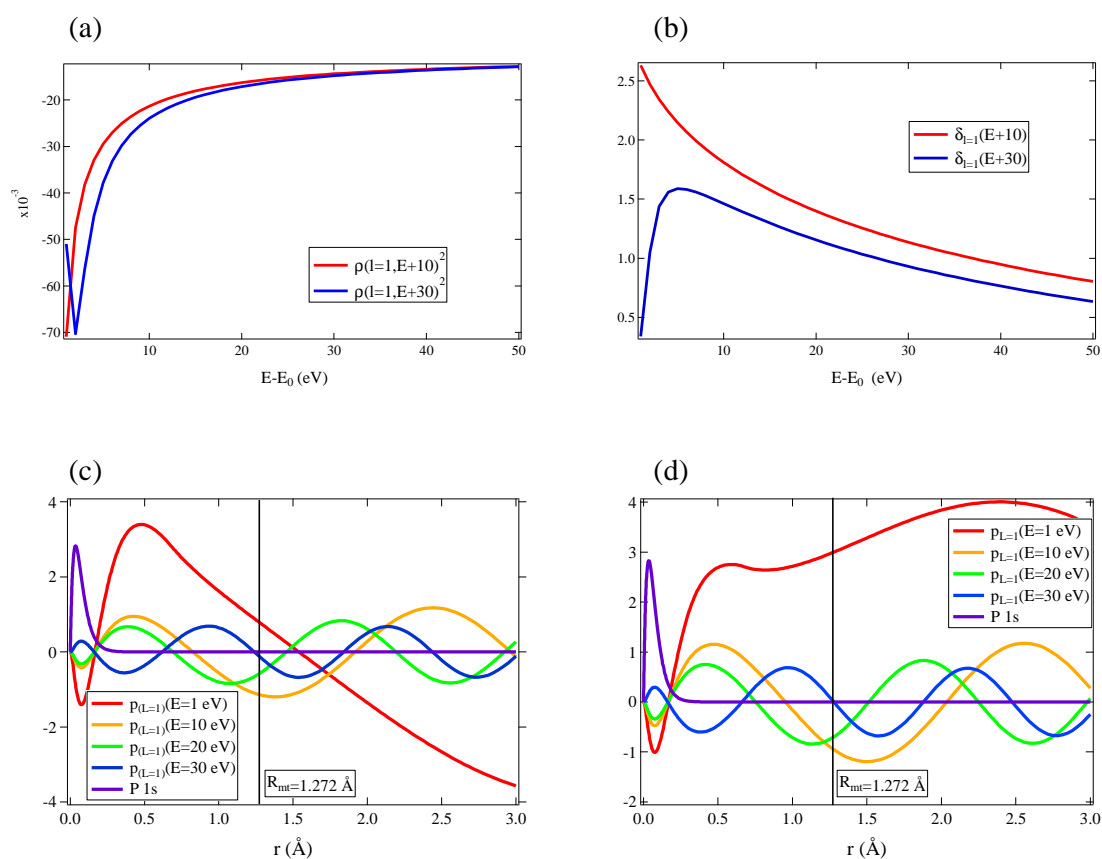 (a)
-20
-30
-40
-50
-60
-70
x10⁻³
10
20
30
40
50
E-E₀ (eV)
ρ(l=1,E+10)²
ρ(l=1,E+30)²
(b)
2.5
2.0
1.5
1.0
0.5
10
20
30
40
50
E-E₀ (eV)
δₗ₌₁(E+10)
δₗ₌₁(E+30)
(c)
4
2
0
-2
-4
0.0
0.5
1.0
1.5
2.0
2.5
3.0
r (Å)
p(L=1)(E=1 eV)
p(L=1)(E=10 eV)
p(L=1)(E=20 eV)
p(L=1)(E=30 eV)
P 1s
Rmt=1.272 Å
(d)
4
3
2
1
0
-1
-2
0.0
0.5
1.0
1.5
2.0
2.5
3.0
r (Å)
pL=1(E=1 eV)
pL=1(E=10 eV)
pL=1(E=20 eV)
pL=1(E=30 eV)
P 1s
Rmt=1.272 Å